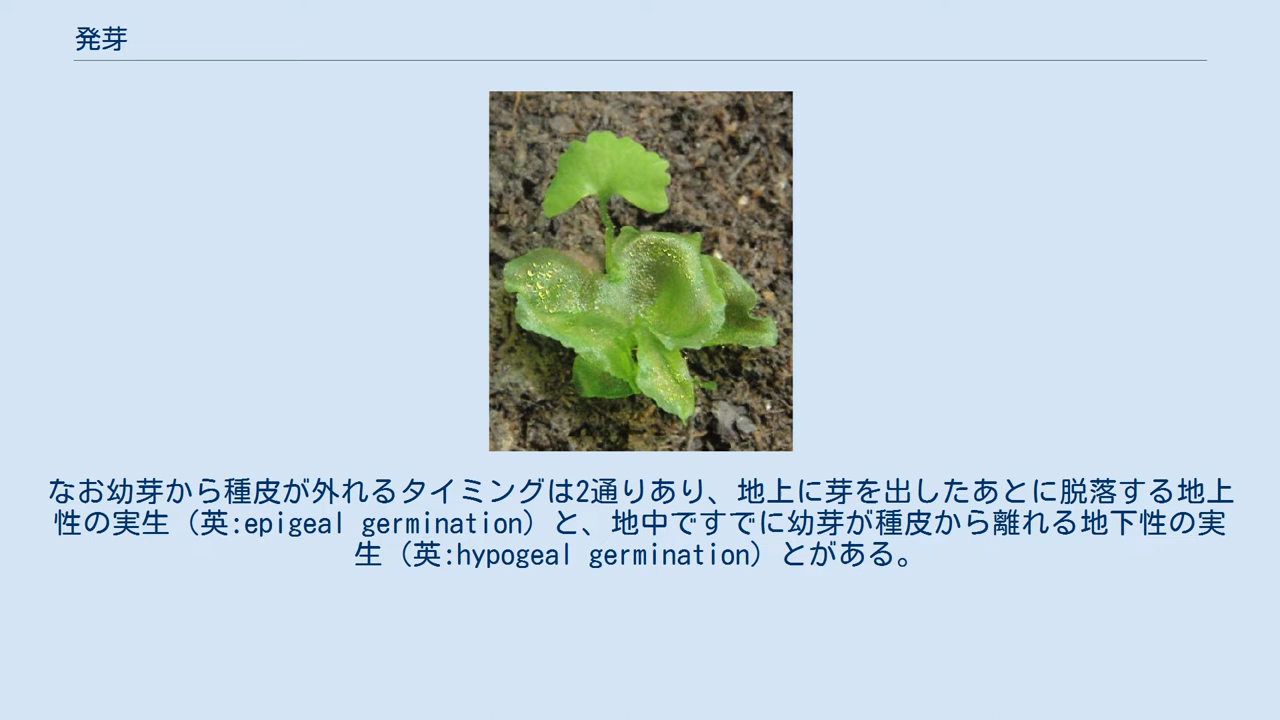 発芽
なお幼芽から種皮が外れるタイミングは2通りあり、地上に芽を出したあとに脱落する地上
性の実生（英:epigeal germination）と、地中ですでに幼芽が種皮から離れる地下性の実
生（英:hypogeal germination）とがある。